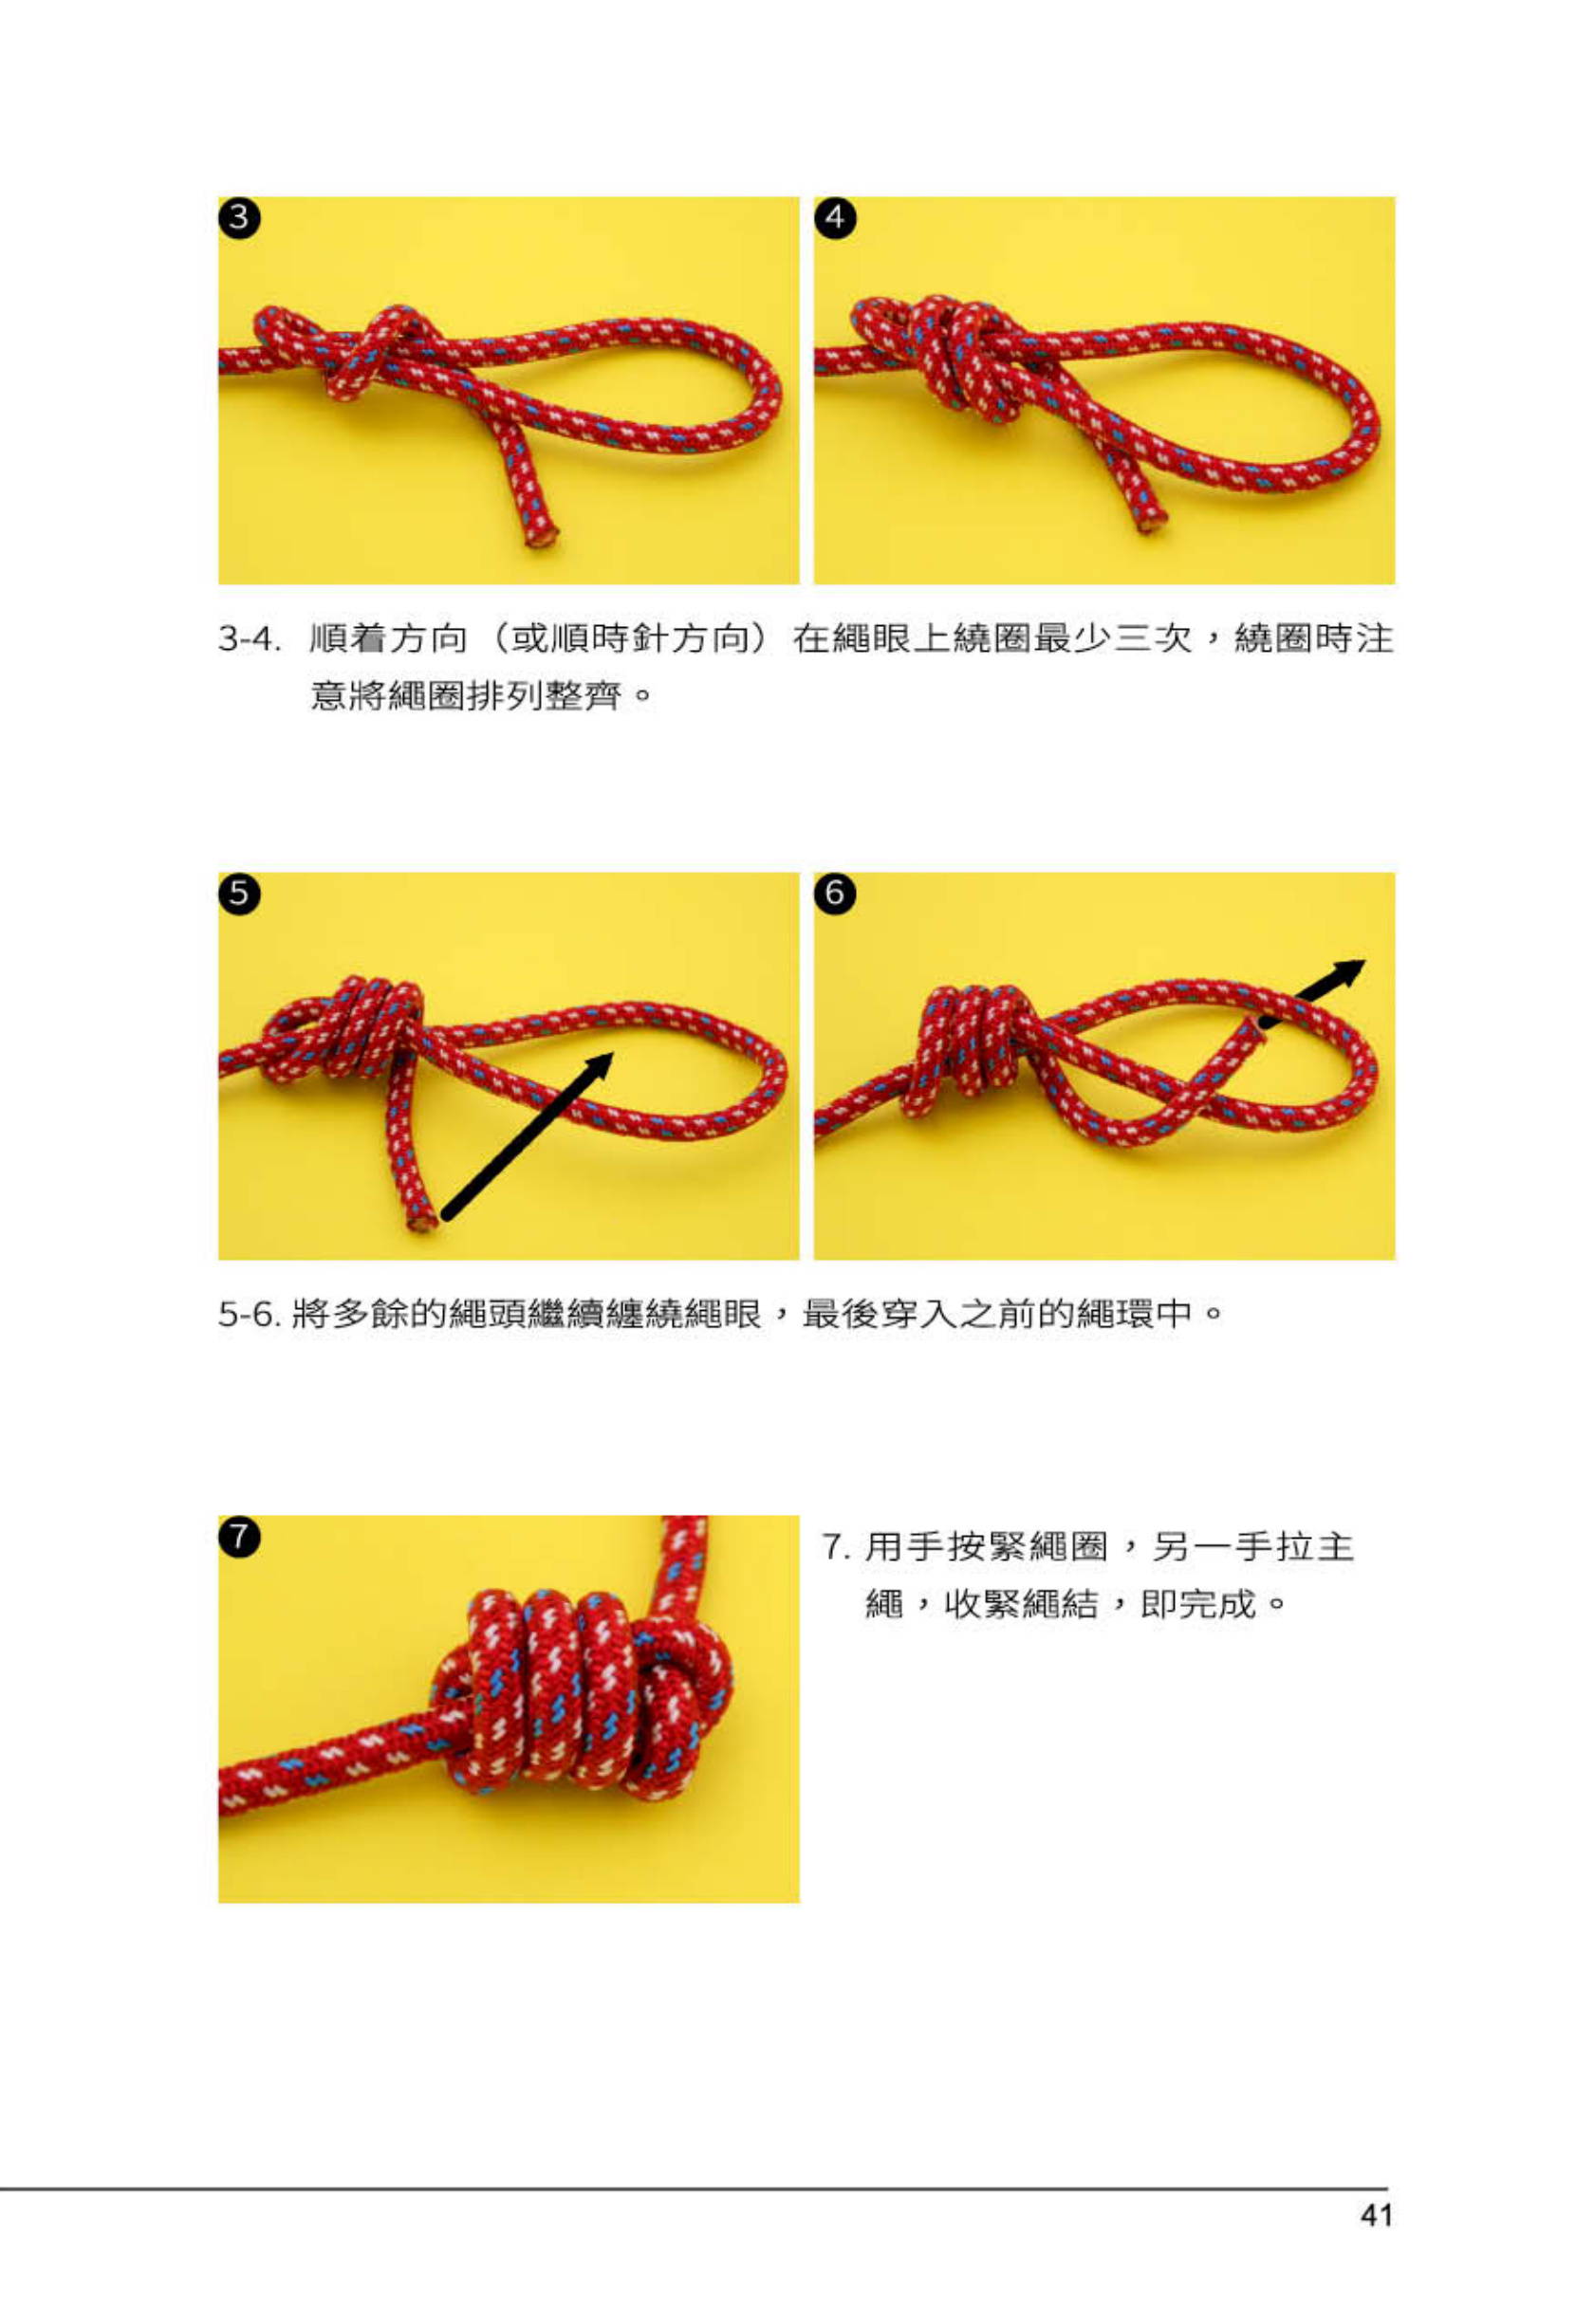 3
4
3-4. 順着方向（或順時針方向）在繩眼上繞圈最少三次，繞圈時注
意將繩圈排列整齊。
5
6
5-6. 將多餘的繩頭繼續纏繞繩眼，最後穿入之前的繩環中。
7
7. 用手按緊繩圈，另一手拉主
繩，收緊繩結，即完成。
41